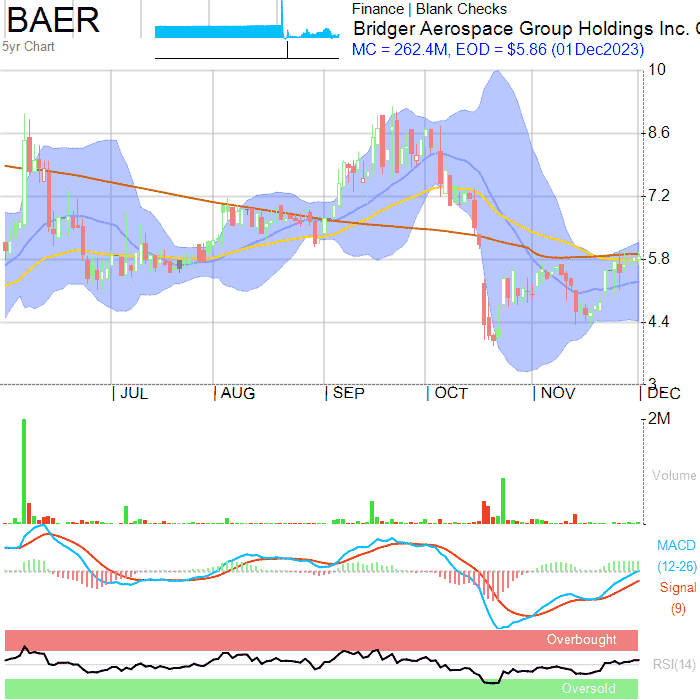 BAER
5yr Chart
Finance | Blank Checks
Bridger Aerospace Group Holdings Inc.
MC = 262.4M, EOD = $5.86 (01Dec2023)
10
8.6
7.2
5.8
4.4
3
JUL AUG SEP OCT NOV DEC
2M
Volume
MACD
(12-26)
Signal
(9)
Overbought
RSI(14)
Oversold